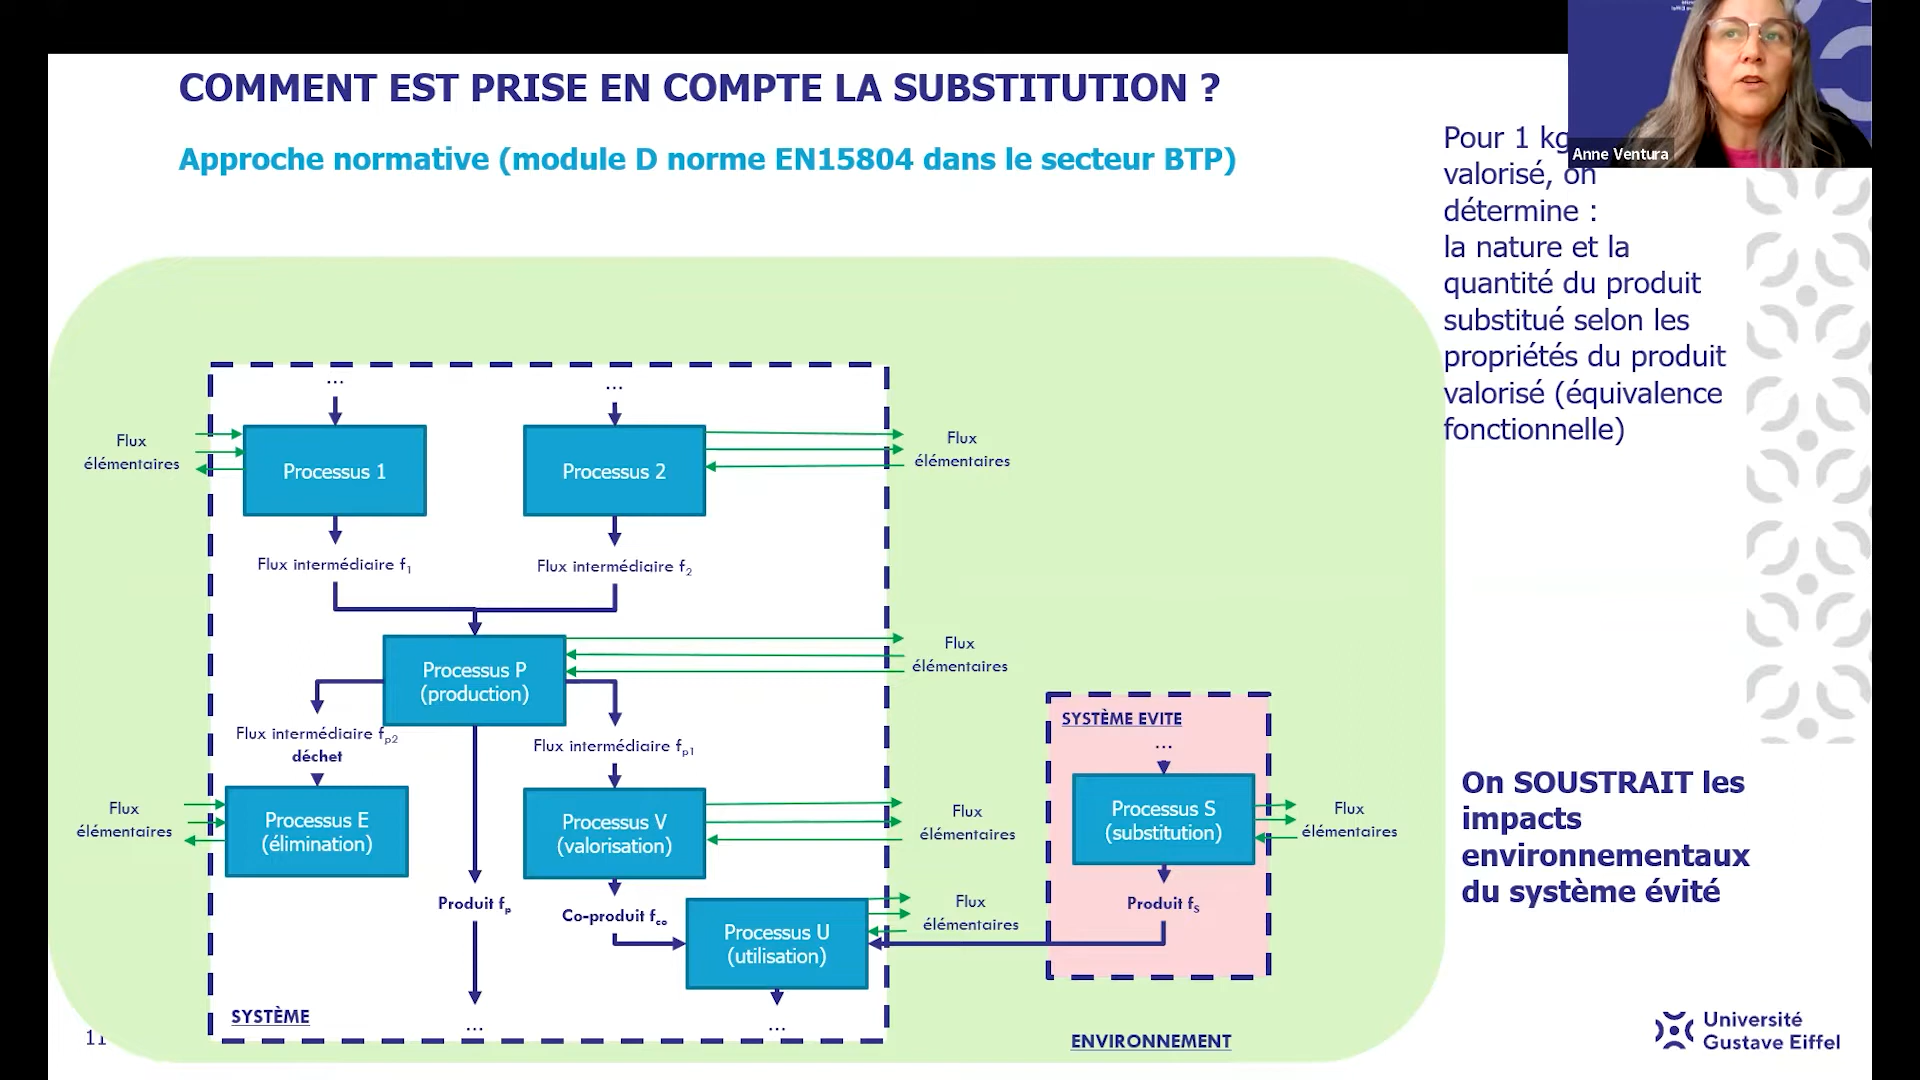 COMMENT EST PRISE EN COMPTE LA SUBSTITUTION ?
Approche normative (module D norme EN15804 dans le secteur BTP)
Anne Ventura
Pour 1 kg
valorisé, on
détermine :
la nature et la
quantité du produit
substitué selon les
propriétés du produit
valorisé (équivalence
fonctionnelle)
...
...
Flux
élémentaires
Processus 1
Processus 2
Flux
élémentaires
Flux intermédiaire f1
Flux intermédiaire f2
Processus P
(production)
Flux
élémentaires
Flux intermédiaire fp2
déchet
Flux intermédiaire fp1
SYSTÈME EVITE
...
Flux
élémentaires
Processus E
(élimination)
Processus V
(valorisation)
Flux
élémentaires
Processus S
(substitution)
Flux
élémentaires
On SOUSTRAIT les
impacts
environnementaux
du système évité
Produit fp
Co-produit fco
Processus U
(utilisation)
Flux
élémentaires
Produit fS
SYSTÈME
...
...
ENVIRONNEMENT
11
Université
Gustave Eiffel